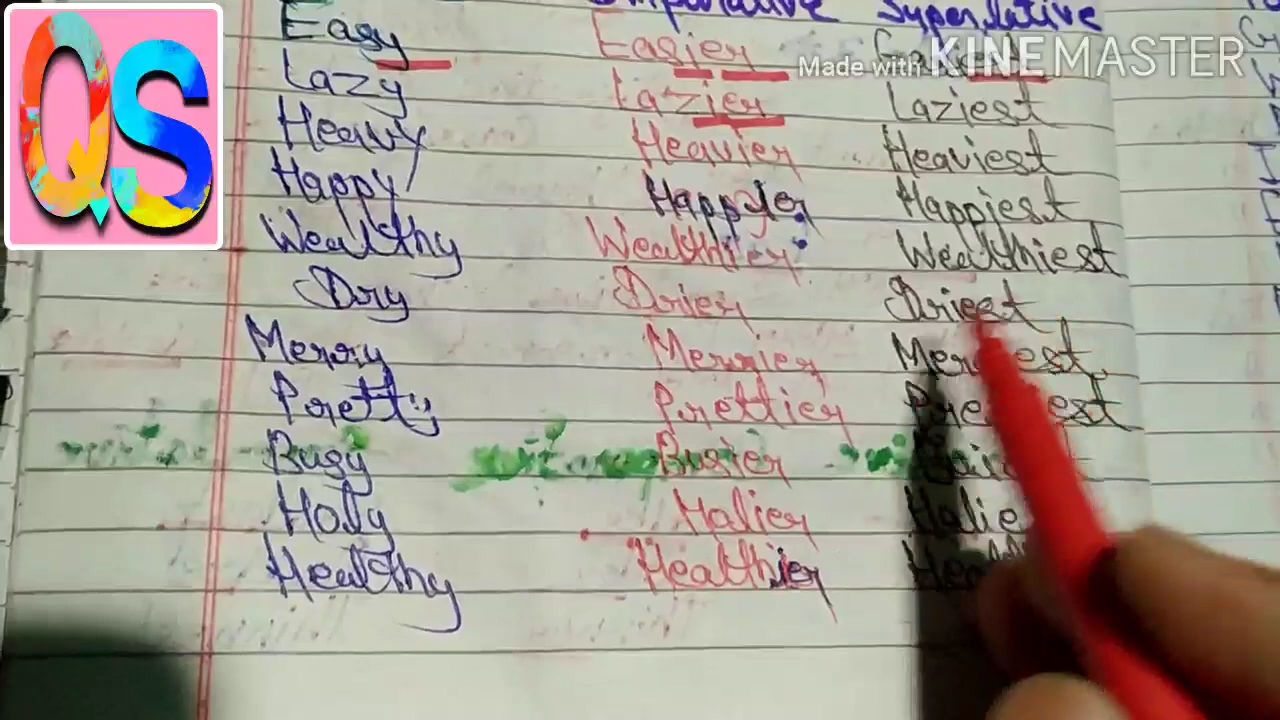 QS
Superlative
Made with KINEMASTER
Easy Easier
Lazy Lazier Laziest
Heavy Heavier Heaviest
Happy Happier Happiest
Wealthy Wealthier Wealthiest
Dry Drier Driest
Merry Merrier
Pretty Prettier
Busy Busier
Holy Holier
Healthy Healthier